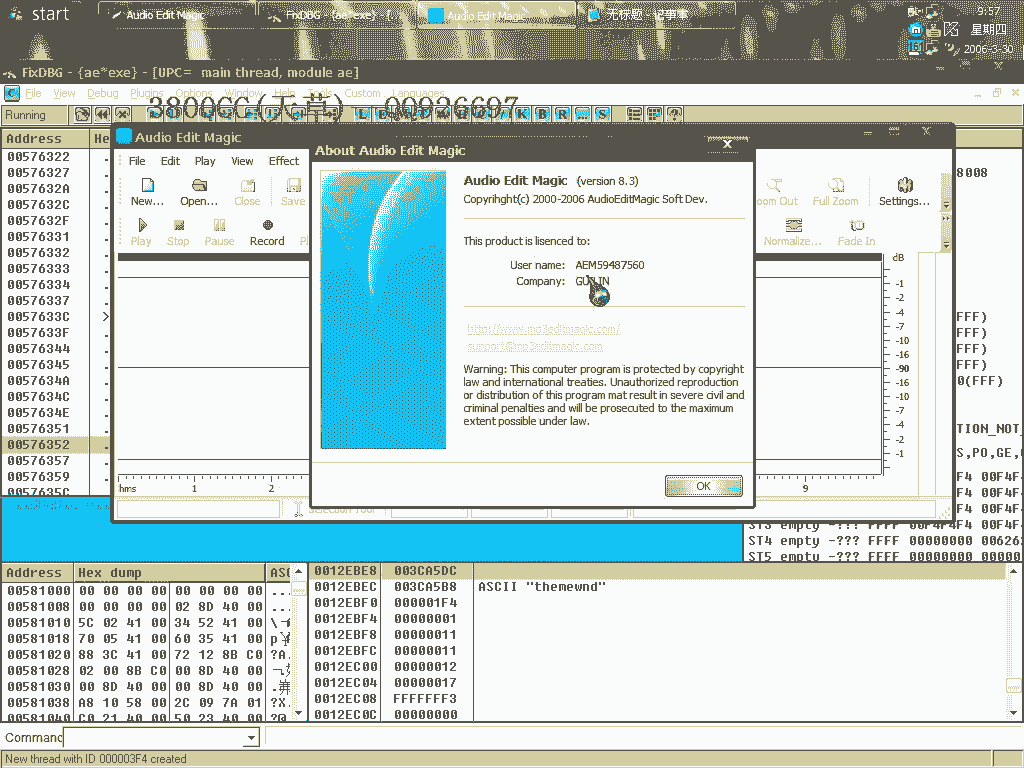 start
Audio Edit Magic
FixDBG - {ae*exe} - [
Audio Edit Magic
无标题 - 记事本
9:57
星期四
2006-3-30
161
FixDBG - {ae*exe} - [UPC= main thread, module ae]
File View Debug Plugins Options Window Help Tools Custom Languages
3800CC(天草) 00926697
Running
K B R S
Address He
00576322
00576327
0057632A
0057632C
0057632F
00576331
00576332
00576333
00576334
00576337
0057633C >
0057633F
00576344
00576345
0057634A
0057634C
0057634E
00576351
00576352
00576357
00576359
0057635C
8008
FFF)
FFF)
FFF)
FFF)
0(FFF)
TION_NOT_
S,PO,GE,
F4 00F4F
F4 00F4F
F4 00F4F
ST3 empty -??? FFFF 00F4F4F4 00F4F4
ST4 empty -??? FFFF 00000000 006262
ST5 empty -??? FFFF 00000000 00000
Audio Edit Magic
File Edit Play View Effect
New... Open... Close Save
oom Out Full Zoom Settings...
Play Stop Pause Record Pl
Normalize... Fade In
dB
-1
-2
-4
-7
-10
-16
-90
-16
-10
-7
-4
-2
-1
hms 1 2 9
Selection Tool
About Audio Edit Magic
Audio Edit Magic (version 8.3)
Copyrihght(c) 2000-2006 AudioEditMagic Soft Dev.
This product is lisenced to:
User name: AEM59487560
Company: GUILIN
http://www.mp3editmagic.com/
support@mp3editmagic.com
Warning: This computer program is protected by copyright
law and international treaties. Unauthorized reproduction
or distribution of this program mat result in severe civil and
criminal penalties and will be prosecuted to the maximum
extent possible under law.
OK
Address Hex dump ASC
00581000 00 00 00 00 00 00 00 00 ...
00581008 00 00 00 00 02 8D 40 00 ...
00581010 5C 02 41 00 34 52 41 00
00581018 70 05 41 00 60 35 41 00
00581020 88 3C 41 00 72 12 8B C0 ?A.
00581028 02 00 8B C0 00 8D 40 00
00581030 00 8D 40 00 00 8D 40 00
00581038 A8 10 58 00 2C 09 7A 01 ?X.
00581040 C0 21 40 00 50 23 40 00 ?@
0012EBE8 003CA5DC
0012EBEC 003CA5B8 ASCII "themewnd"
0012EBF0 000001F4
0012EBF4 00000001
0012EBF8 00000011
0012EBFC 00000011
0012EC00 00000012
0012EC04 00000017
0012EC08 FFFFFFF3
0012EC0C 00000000
Command
New thread with ID 000003F4 created